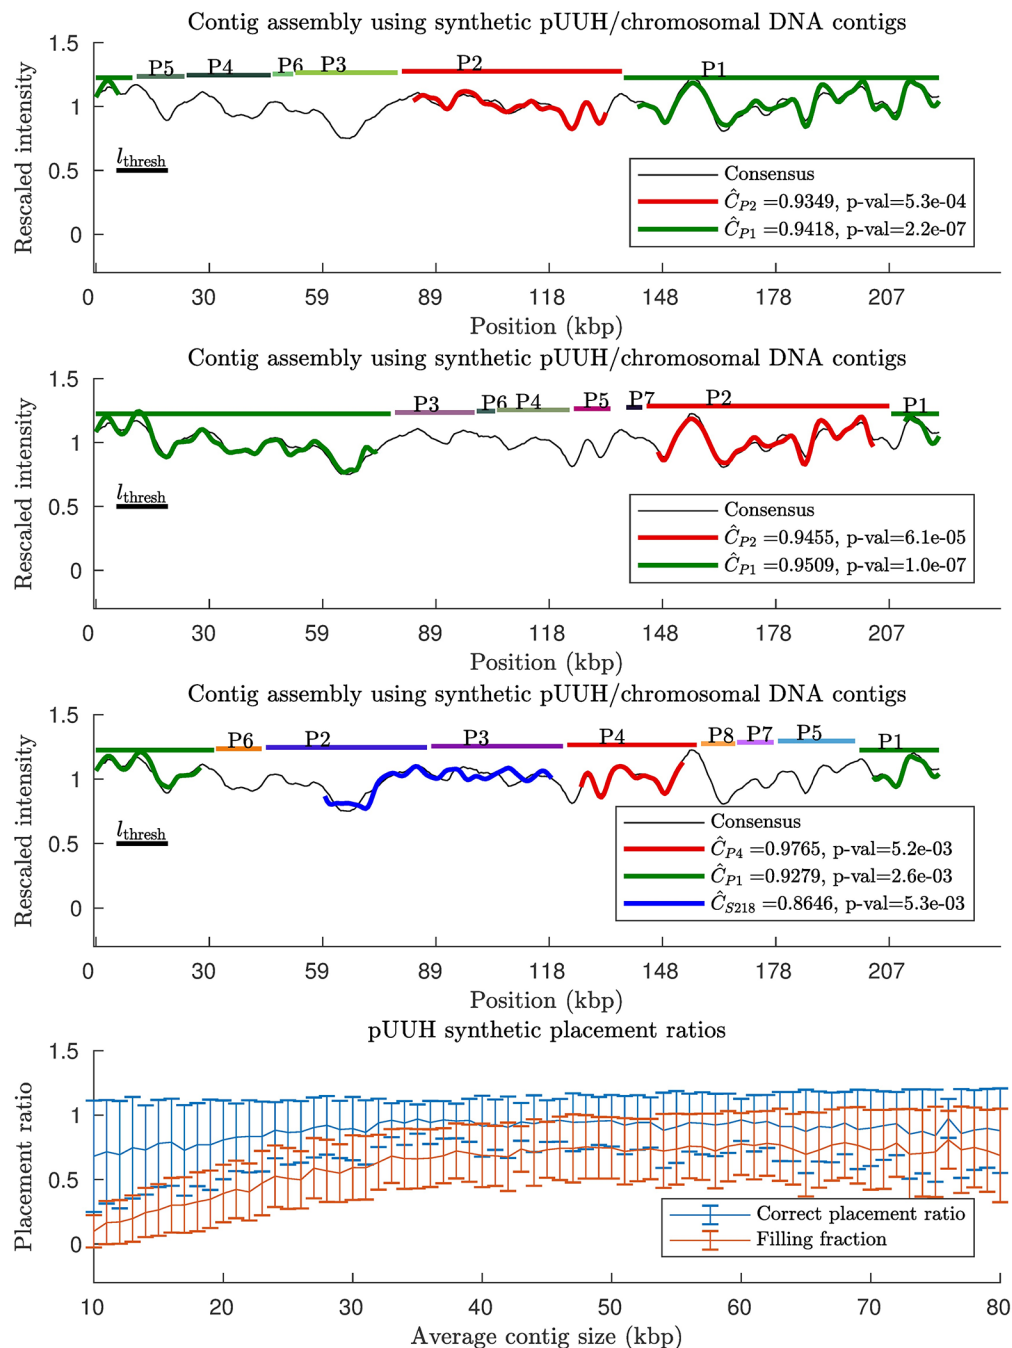 Contig assembly using synthetic pUUH/chromosomal DNA contigs
1.5
1
0.5
0
Rescaled intensity
P5 P4 P6 P3 P2 P1
l_thresh
Consensus
Ĉ_P2 =0.9349, p-val=5.3e-04
Ĉ_P1 =0.9418, p-val=2.2e-07
0 30 59 89 118 148 178 207
Position (kbp)
Contig assembly using synthetic pUUH/chromosomal DNA contigs
1.5
1
0.5
0
Rescaled intensity
P3 P6 P4 P5 P7 P2 P1
l_thresh
Consensus
Ĉ_P2 =0.9455, p-val=6.1e-05
Ĉ_P1 =0.9509, p-val=1.0e-07
0 30 59 89 118 148 178 207
Position (kbp)
Contig assembly using synthetic pUUH/chromosomal DNA contigs
1.5
1
0.5
0
Rescaled intensity
P6 P2 P3 P4 P8 P7 P5 P1
l_thresh
Consensus
Ĉ_P4 =0.9765, p-val=5.2e-03
Ĉ_P1 =0.9279, p-val=2.6e-03
Ĉ_S218 =0.8646, p-val=5.3e-03
0 30 59 89 118 148 178 207
Position (kbp)
pUUH synthetic placement ratios
1.5
1
0.5
0
Placement ratio
Correct placement ratio
Filling fraction
10 20 30 40 50 60 70 80
Average contig size (kbp)